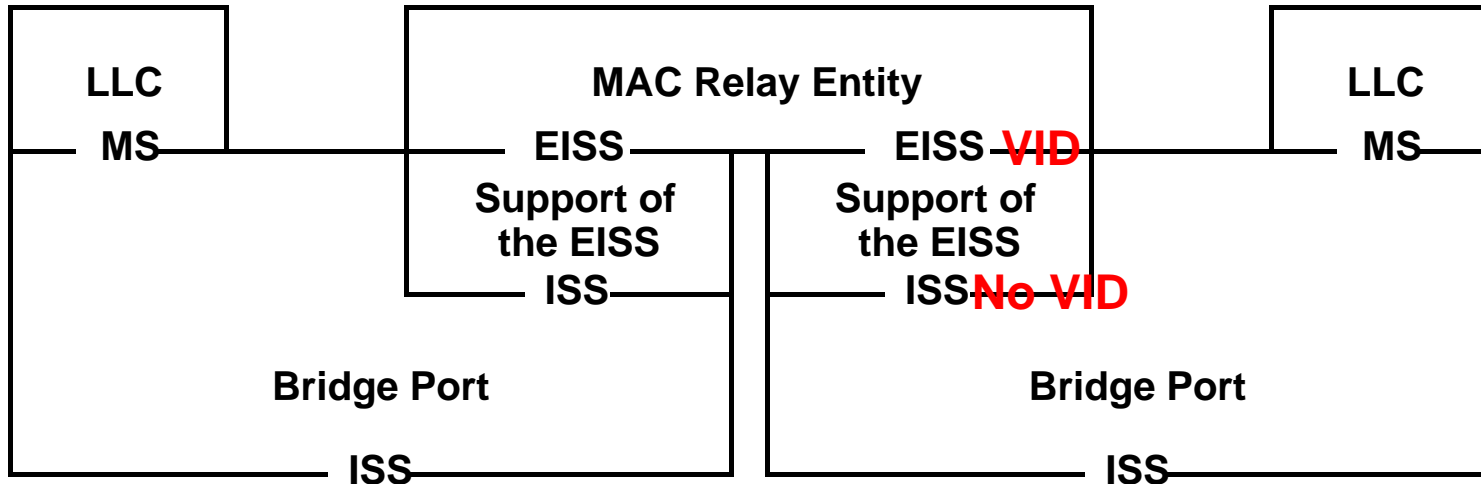 LLC
MAC Relay Entity
LLC
MS
EISS
EISS VID
MS
Support of
the EISS
Support of
the EISS
ISS
ISS No VID
Bridge Port
Bridge Port
ISS
ISS